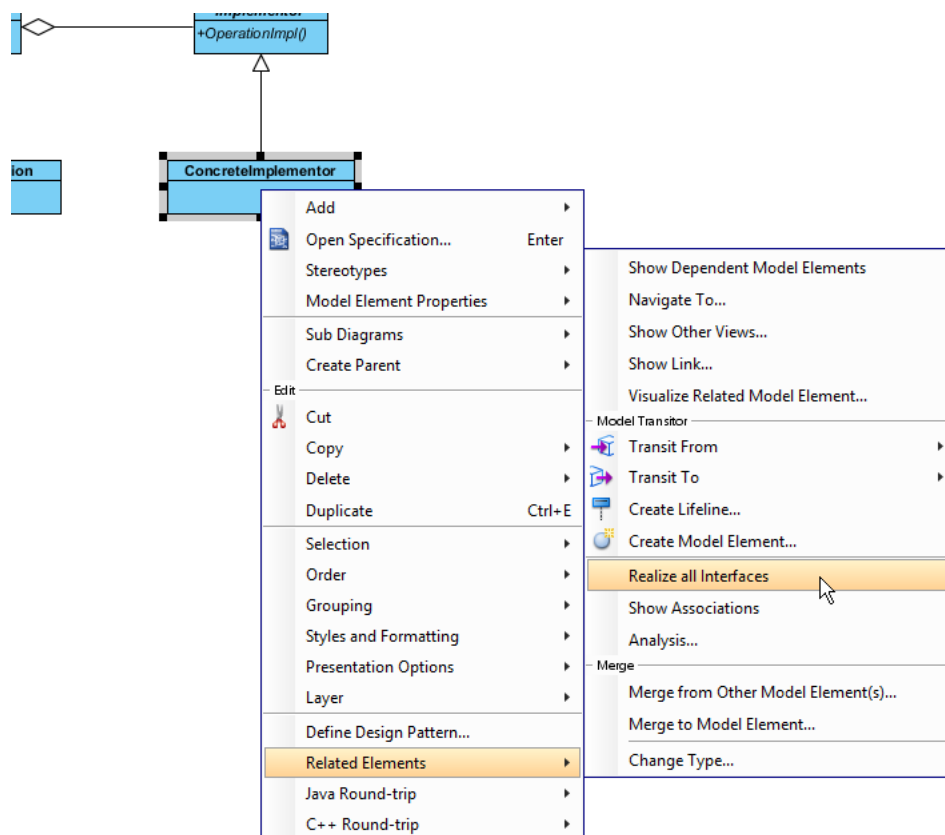 Implementor
+OperationImpl()
ion
ConcreteImplementor
Add
Open Specification... Enter
Stereotypes
Model Element Properties
Sub Diagrams
Create Parent
Edit
Cut
Copy
Delete
Duplicate Ctrl+E
Selection
Order
Grouping
Styles and Formatting
Presentation Options
Layer
Define Design Pattern...
Related Elements
Java Round-trip
C++ Round-trip
Show Dependent Model Elements
Navigate To...
Show Other Views...
Show Link...
Visualize Related Model Element...
Model Transitor
Transit From
Transit To
Create Lifeline...
Create Model Element...
Realize all Interfaces
Show Associations
Analysis...
Merge
Merge from Other Model Element(s)...
Merge to Model Element...
Change Type...